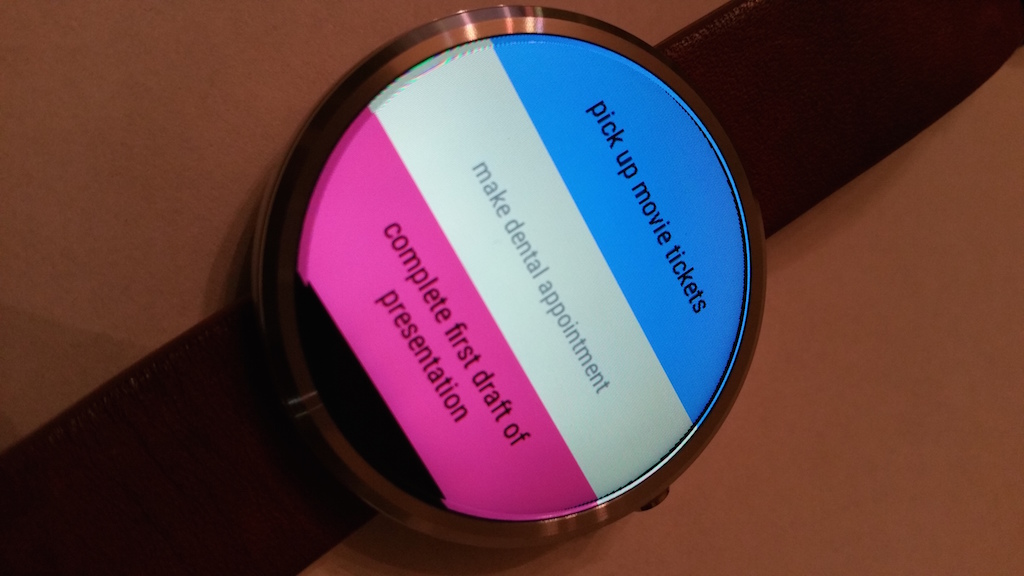 pick up movie tickets
make dental appointment
complete first draft of
presentation